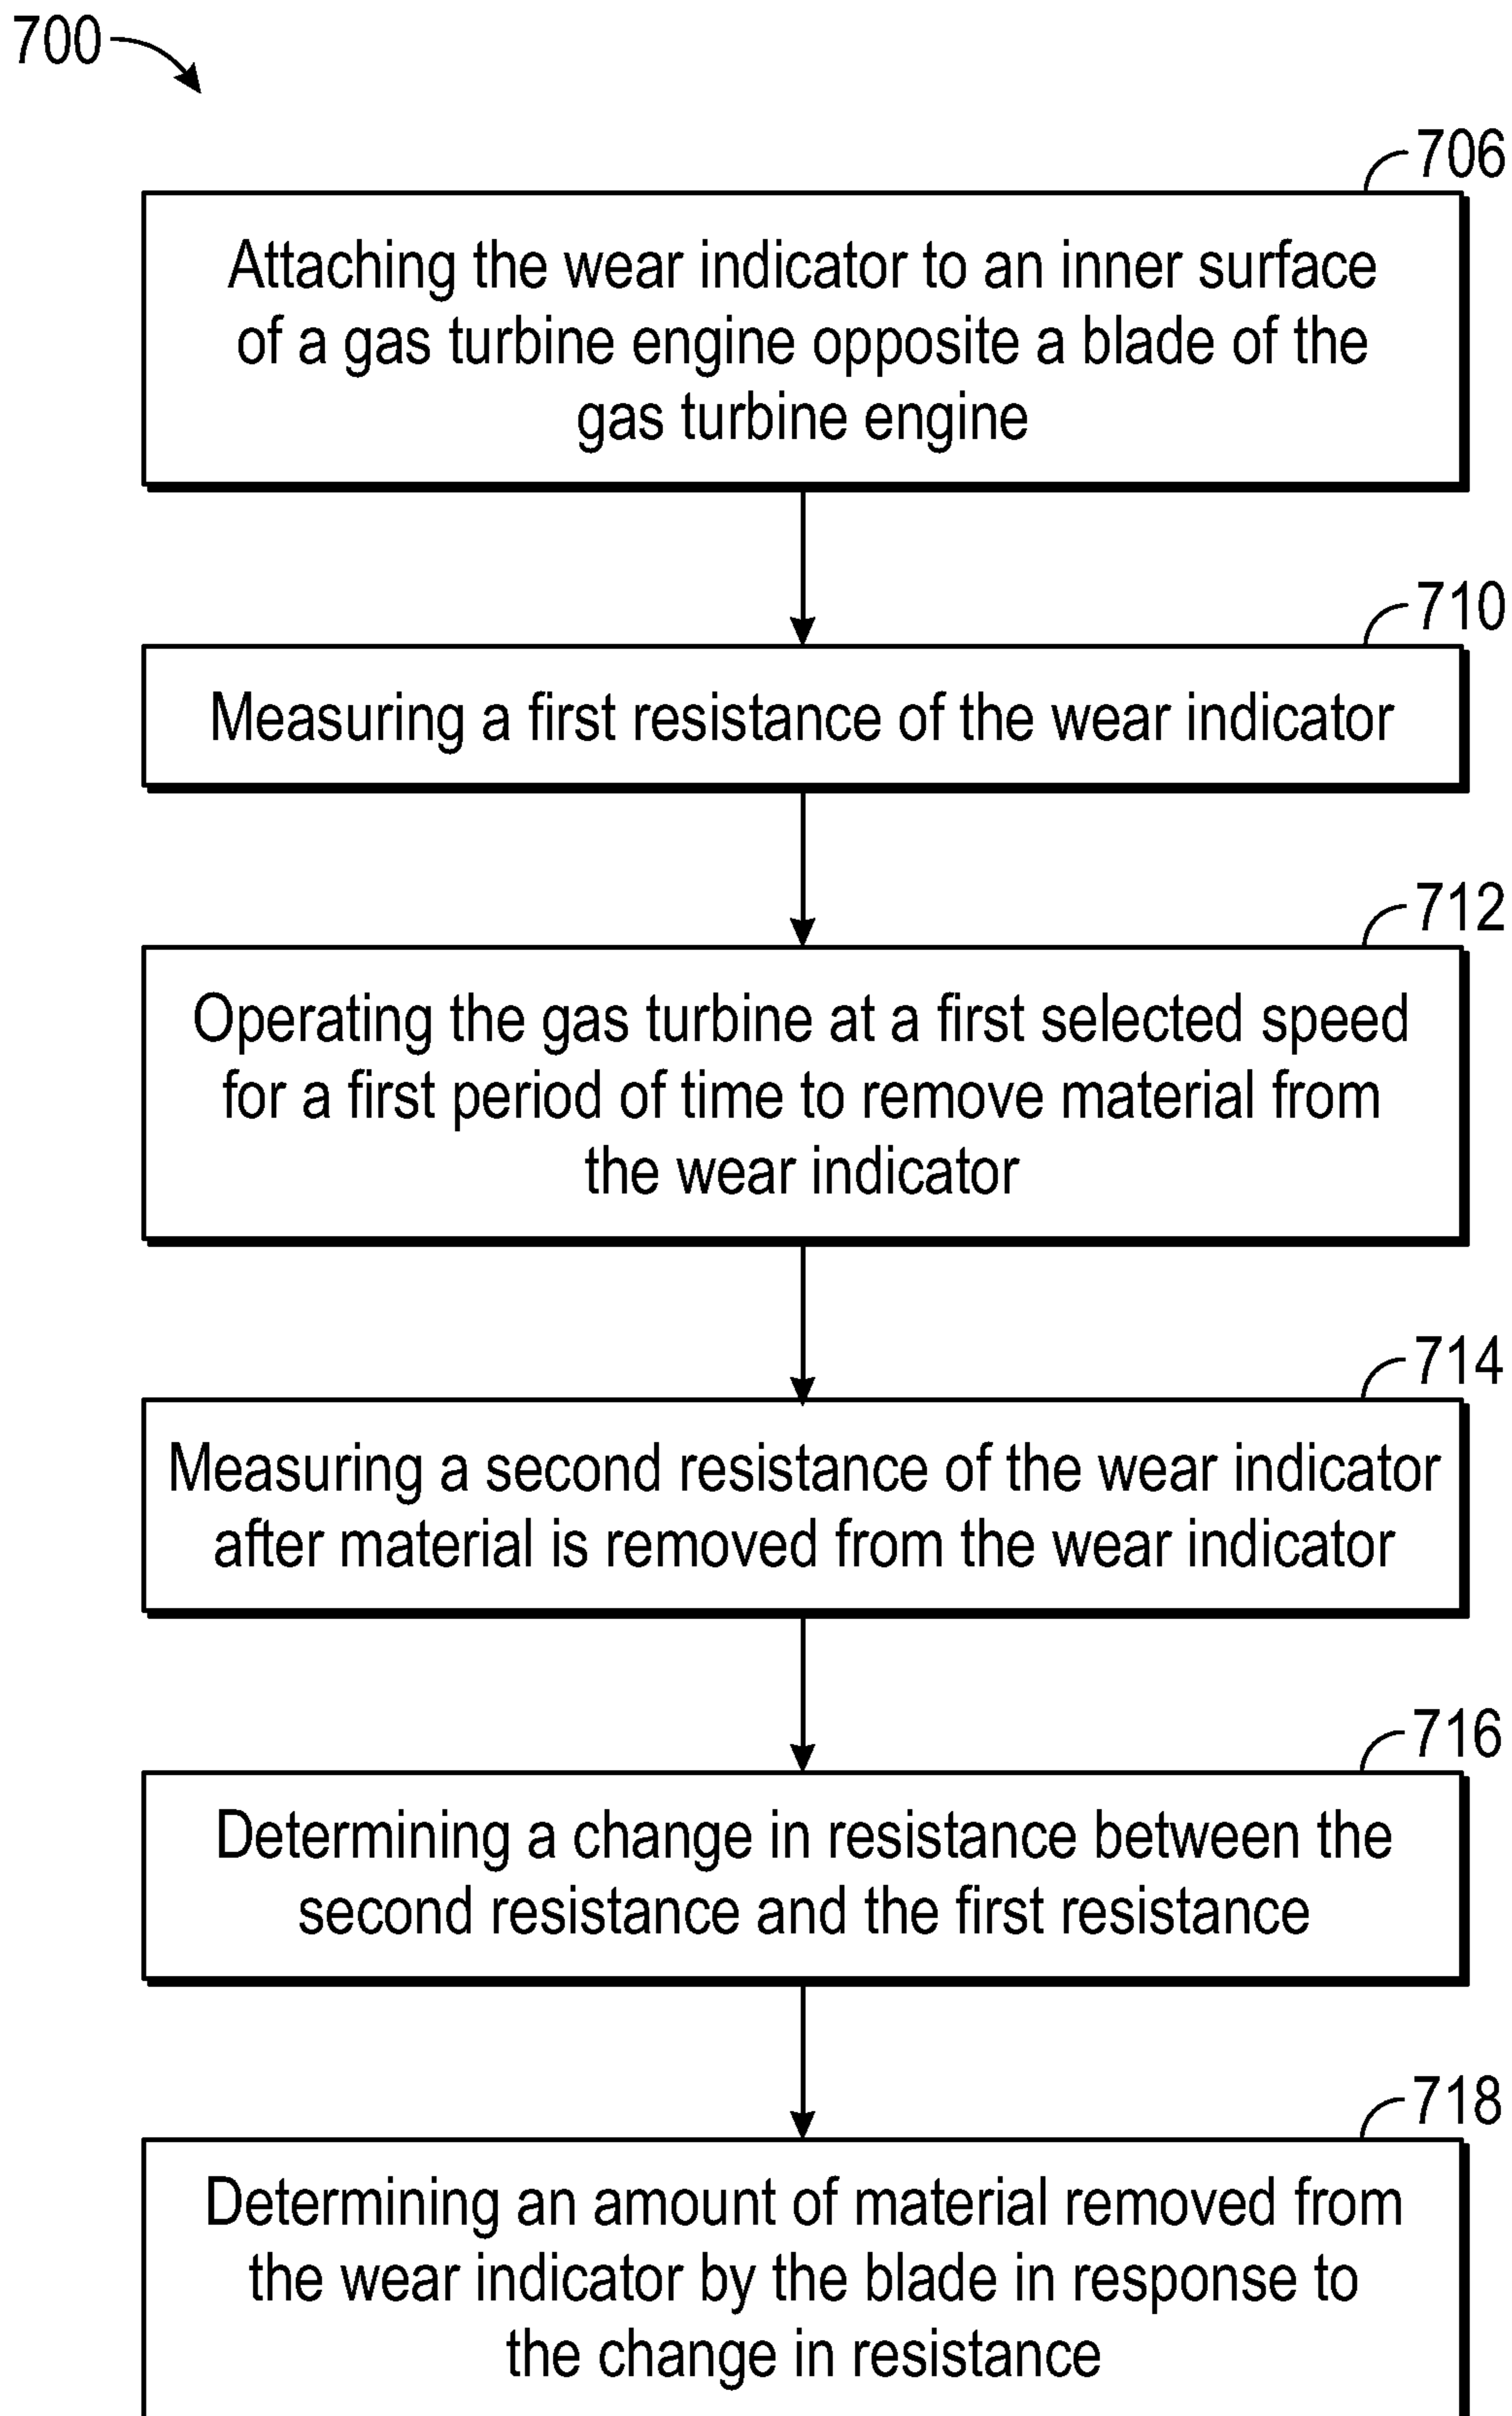 700
706
Attaching the wear indicator to an inner surface
of a gas turbine engine opposite a blade of the
gas turbine engine
710
Measuring a first resistance of the wear indicator
712
Operating the gas turbine at a first selected speed
for a first period of time to remove material from
the wear indicator
714
Measuring a second resistance of the wear indicator
after material is removed from the wear indicator
716
Determining a change in resistance between the
second resistance and the first resistance
718
Determining an amount of material removed from
the wear indicator by the blade in response to
the change in resistance